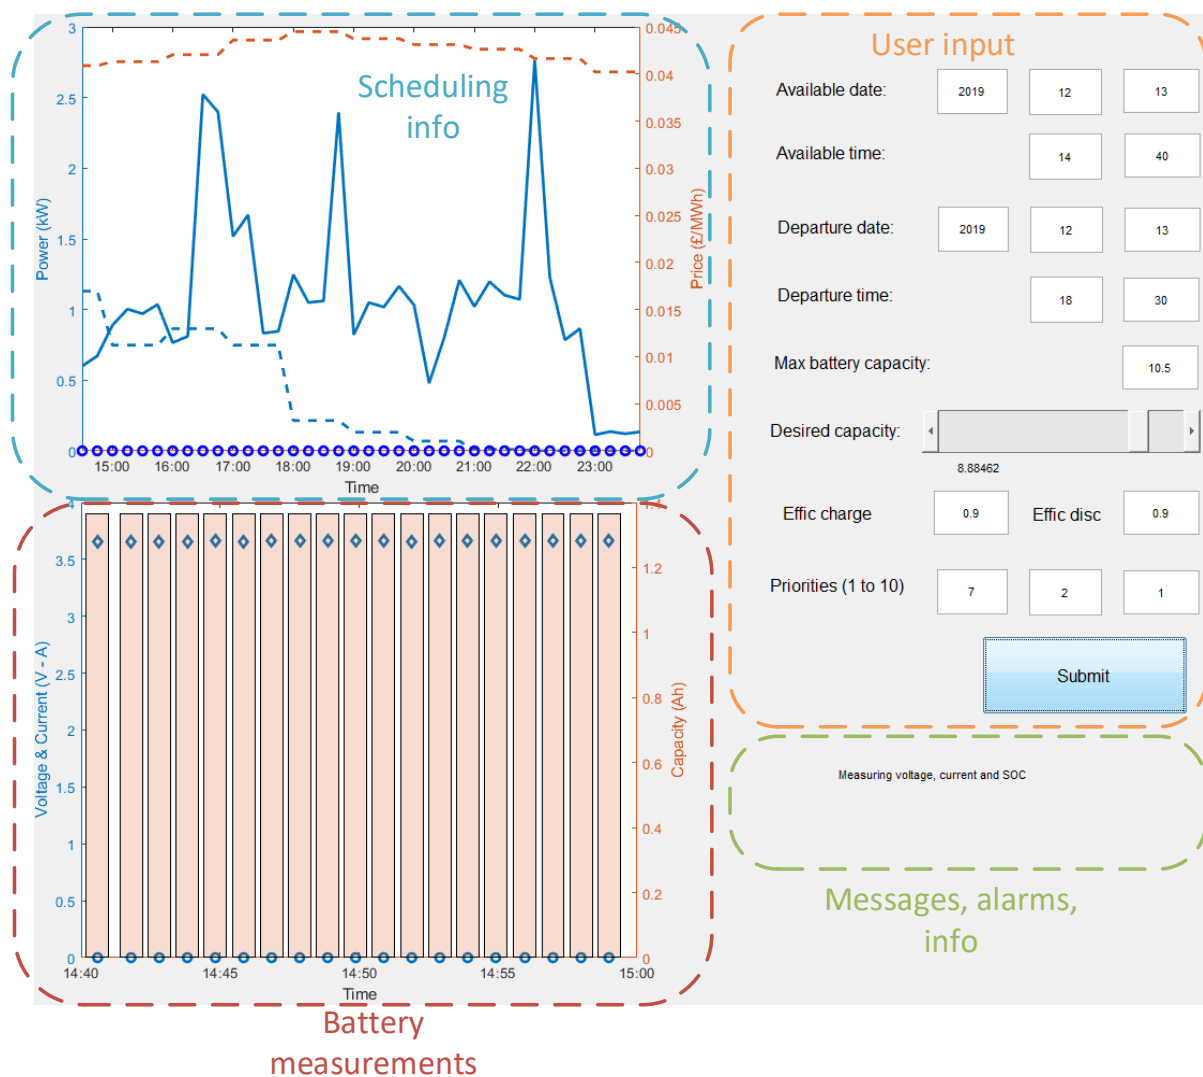 Scheduling
info
3
2.5
2
1.5
1
0.5
0
Power (kW)
0.045
0.04
0.035
0.03
0.025
0.02
0.015
0.01
0.005
0
Price (£/MWh)
15:00 16:00 17:00 18:00 19:00 20:00 21:00 22:00 23:00
Time
4
3.5
3
2.5
2
1.5
1
0.5
0
Voltage & Current (V - A)
1.4
1.2
1
0.8
0.6
0.4
0.2
0
Capacity (Ah)
14:40 14:45 14:50 14:55 15:00
Time
Battery
measurements
User input
Available date: 2019 12 13
Available time: 14 40
Departure date: 2019 12 13
Departure time: 18 30
Max battery capacity: 10.5
Desired capacity:
8.88462
Effic charge 0.9 Effic disc 0.9
Priorities (1 to 10) 7 2 1
Submit
Measuring voltage, current and SOC
Messages, alarms,
info